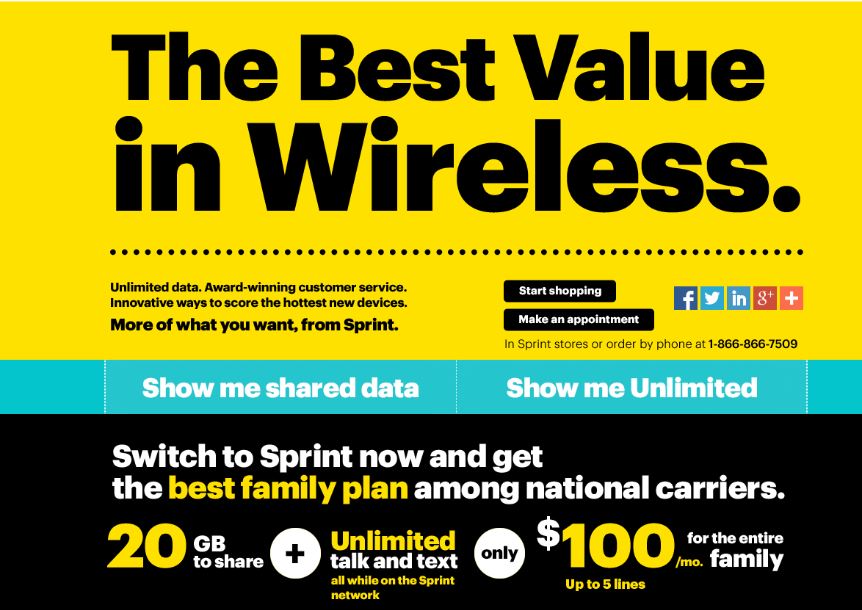 The Best Value
in Wireless.
Unlimited data. Award-winning customer service.
Innovative ways to score the hottest new devices.
More of what you want, from Sprint.
Start shopping
Make an appointment
In Sprint stores or order by phone at 1-866-866-7509
f
in
g+
+
Show me shared data
Show me Unlimited
Switch to Sprint now and get
the best family plan among national carriers.
20 GB
to share
+
Unlimited
talk and text
all while on the Sprint
network
only
$100/mo.
for the entire
family
Up to 5 lines